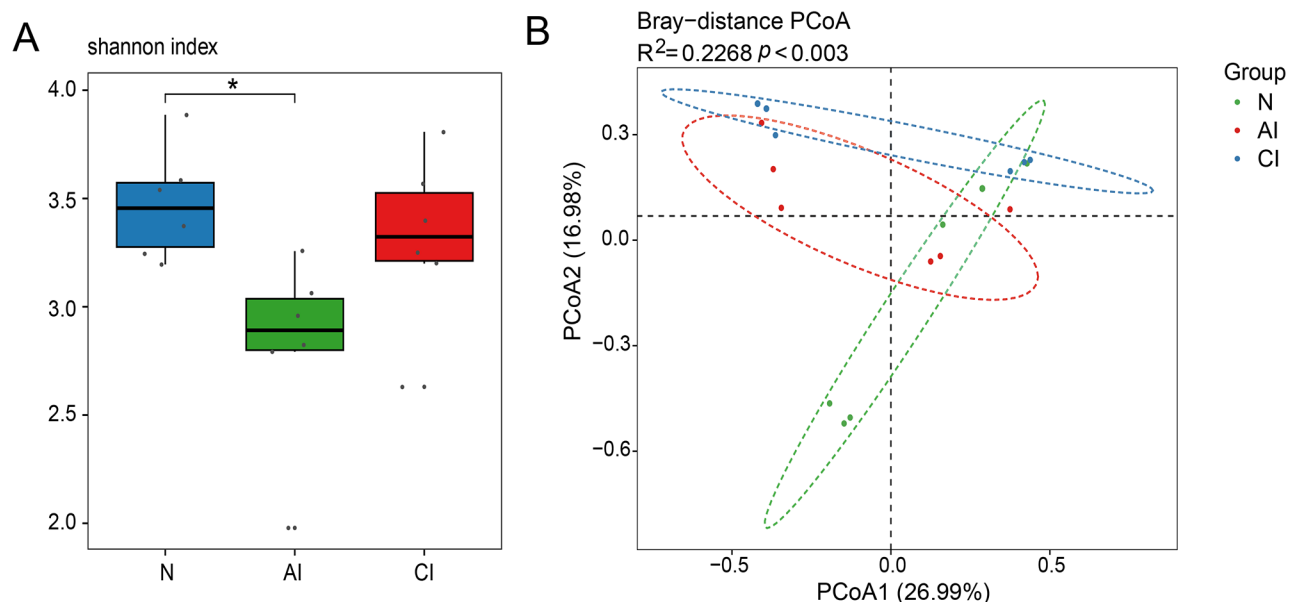 A
shannon index
*
4.0
3.5
3.0
2.5
2.0
N AI CI
B
Bray-distance PCoA
R²=0.2268 p<0.003
PCoA2 (16.98%)
0.3
0.0
−0.3
−0.6
−0.5 0.0 0.5
PCoA1 (26.99%)
Group
N
AI
CI